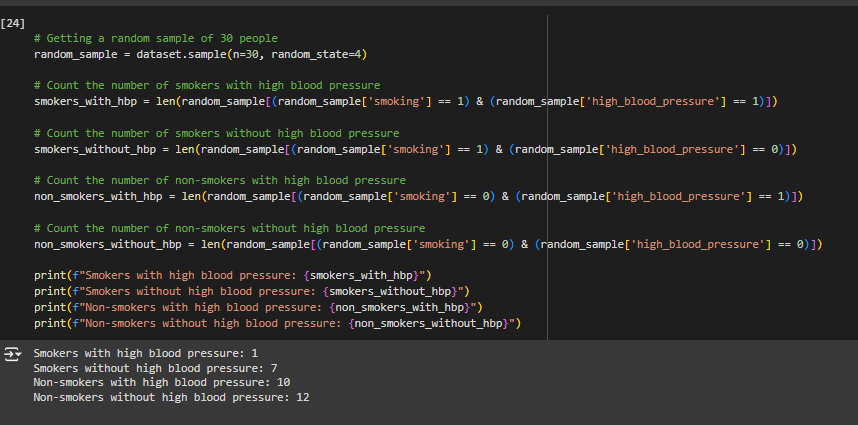 [24]
# Getting a random sample of 30 people
random_sample = dataset.sample(n=30, random_state=4)
# Count the number of smokers with high blood pressure
smokers_with_hbp = len(random_sample[(random_sample['smoking'] == 1) & (random_sample['high_blood_pressure'] == 1)])
# Count the number of smokers without high blood pressure
smokers_without_hbp = len(random_sample[(random_sample['smoking'] == 1) & (random_sample['high_blood_pressure'] == 0)])
# Count the number of non-smokers with high blood pressure
non_smokers_with_hbp = len(random_sample[(random_sample['smoking'] == 0) & (random_sample['high_blood_pressure'] == 1)])
# Count the number of non-smokers without high blood pressure
non_smokers_without_hbp = len(random_sample[(random_sample['smoking'] == 0) & (random_sample['high_blood_pressure'] == 0)])
print(f"Smokers with high blood pressure: {smokers_with_hbp}")
print(f"Smokers without high blood pressure: {smokers_without_hbp}")
print(f"Non-smokers with high blood pressure: {non_smokers_with_hbp}")
print(f"Non-smokers without high blood pressure: {non_smokers_without_hbp}")
Smokers with high blood pressure: 1
Smokers without high blood pressure: 7
Non-smokers with high blood pressure: 10
Non-smokers without high blood pressure: 12